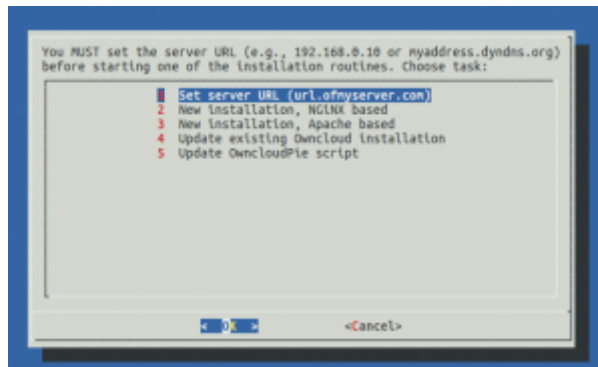 You MUST set the server URL (e.g., 192.168.0.10 or myaddress.dyndns.org)
before starting one of the installation routines. Choose task:
1 Set server URL (url.ofmyserver.com)
2 New installation, NGiNX based
3 New installation, Apache based
4 Update existing Owncloud installation
5 Update OwncloudPie script
< OK > <Cancel>